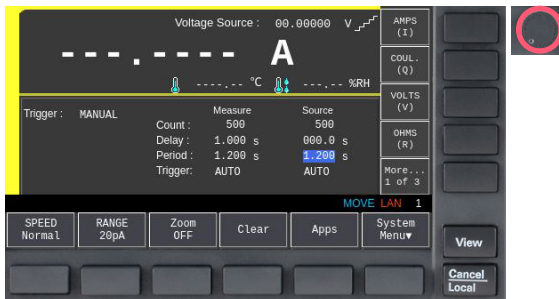 Voltage Source : 00.00000 V
--- . ---- A
----.-- °C ---.-- %RH
Trigger : MANUAL
Measure Source
Count : 500 500
Delay : 1.000 s 000.0 s
Period : 1.200 s 1.200 s
Trigger: AUTO AUTO
MOVE LAN 1
AMPS
(I)
COUL.
(Q)
VOLTS
(V)
OHMS
(R)
More...
1 of 3
SPEED
Normal
RANGE
20pA
Zoom
OFF
Clear
Apps
System
Menu▼
View
Cancel
Local